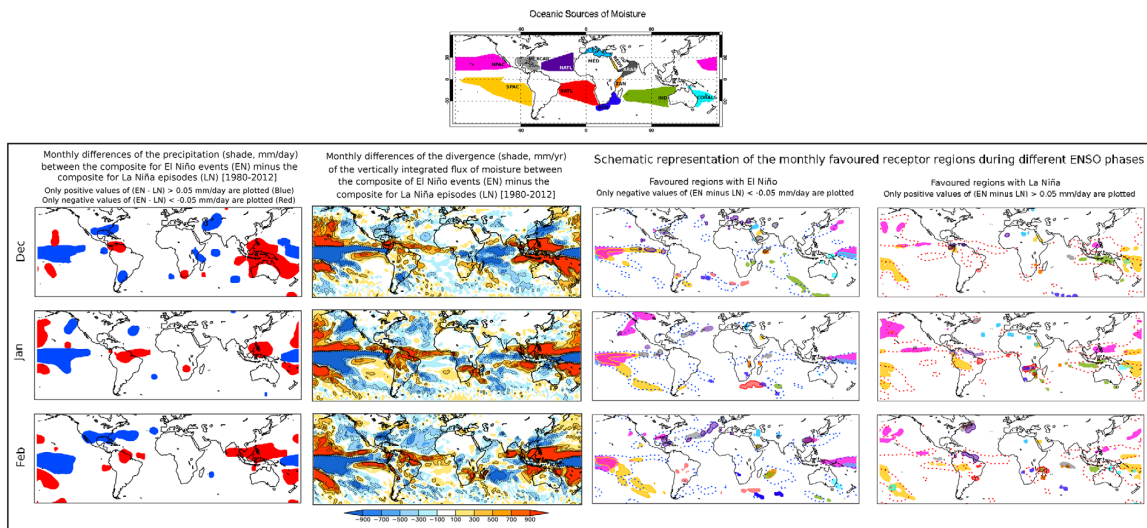 Oceanic Sources of Moisture
-90
0
90
NPAC
MEXCAR
NATL
MED
ARAB
ZAN
SPAC
SATL
IND
CORAL
-90
0
90
Monthly differences of the precipitation (shade, mm/day)
between the composite for El Niño events (EN) minus the
composite for La Niña episodes (LN) [1980-2012]
Only positive values of (EN - LN) > 0.05 mm/day are plotted (Blue)
Only negative values of (EN - LN) < -0.05 mm/day are plotted (Red)
Monthly differences of the divergence (shade, mm/yr)
of the vertically integrated flux of moisture between
the composite of El Niño events (EN) minus the
composite for La Niña episodes (LN) [1980-2012]
Schematic representation of the monthly favoured receptor regions during different ENSO phases
Favoured regions with El Niño
Only negative values of (EN minus LN) < -0.05 mm/day are plotted
Favoured regions with La Niña
Only positive values of (EN minus LN) > 0.05 mm/day are plotted
Dec
Jan
Feb
-900 -700 -500 -300 -100 100 300 500 700 900